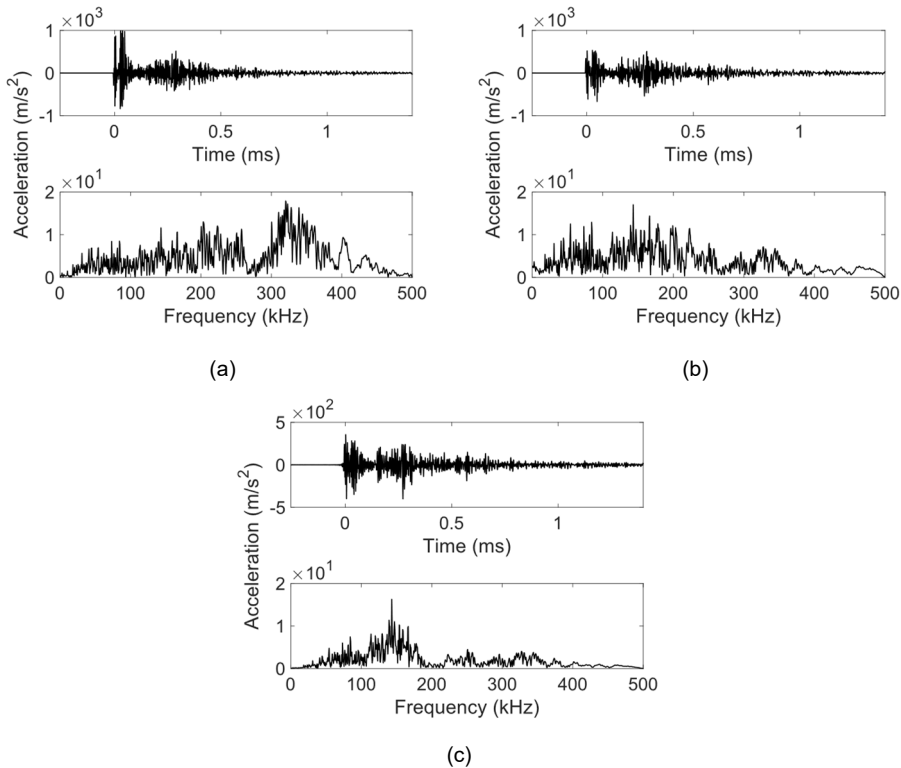 ×10³
1
0
-1
0 0.5 1
Time (ms)
Acceleration (m/s²)
×10¹
2
1
0
0 100 200 300 400 500
Frequency (kHz)
(a)
×10³
1
0
-1
0 0.5 1
Time (ms)
Acceleration (m/s²)
×10¹
2
1
0
0 100 200 300 400 500
Frequency (kHz)
(b)
×10²
5
0
-5
0 0.5 1
Time (ms)
Acceleration (m/s²)
×10¹
2
1
0
0 100 200 300 400 500
Frequency (kHz)
(c)